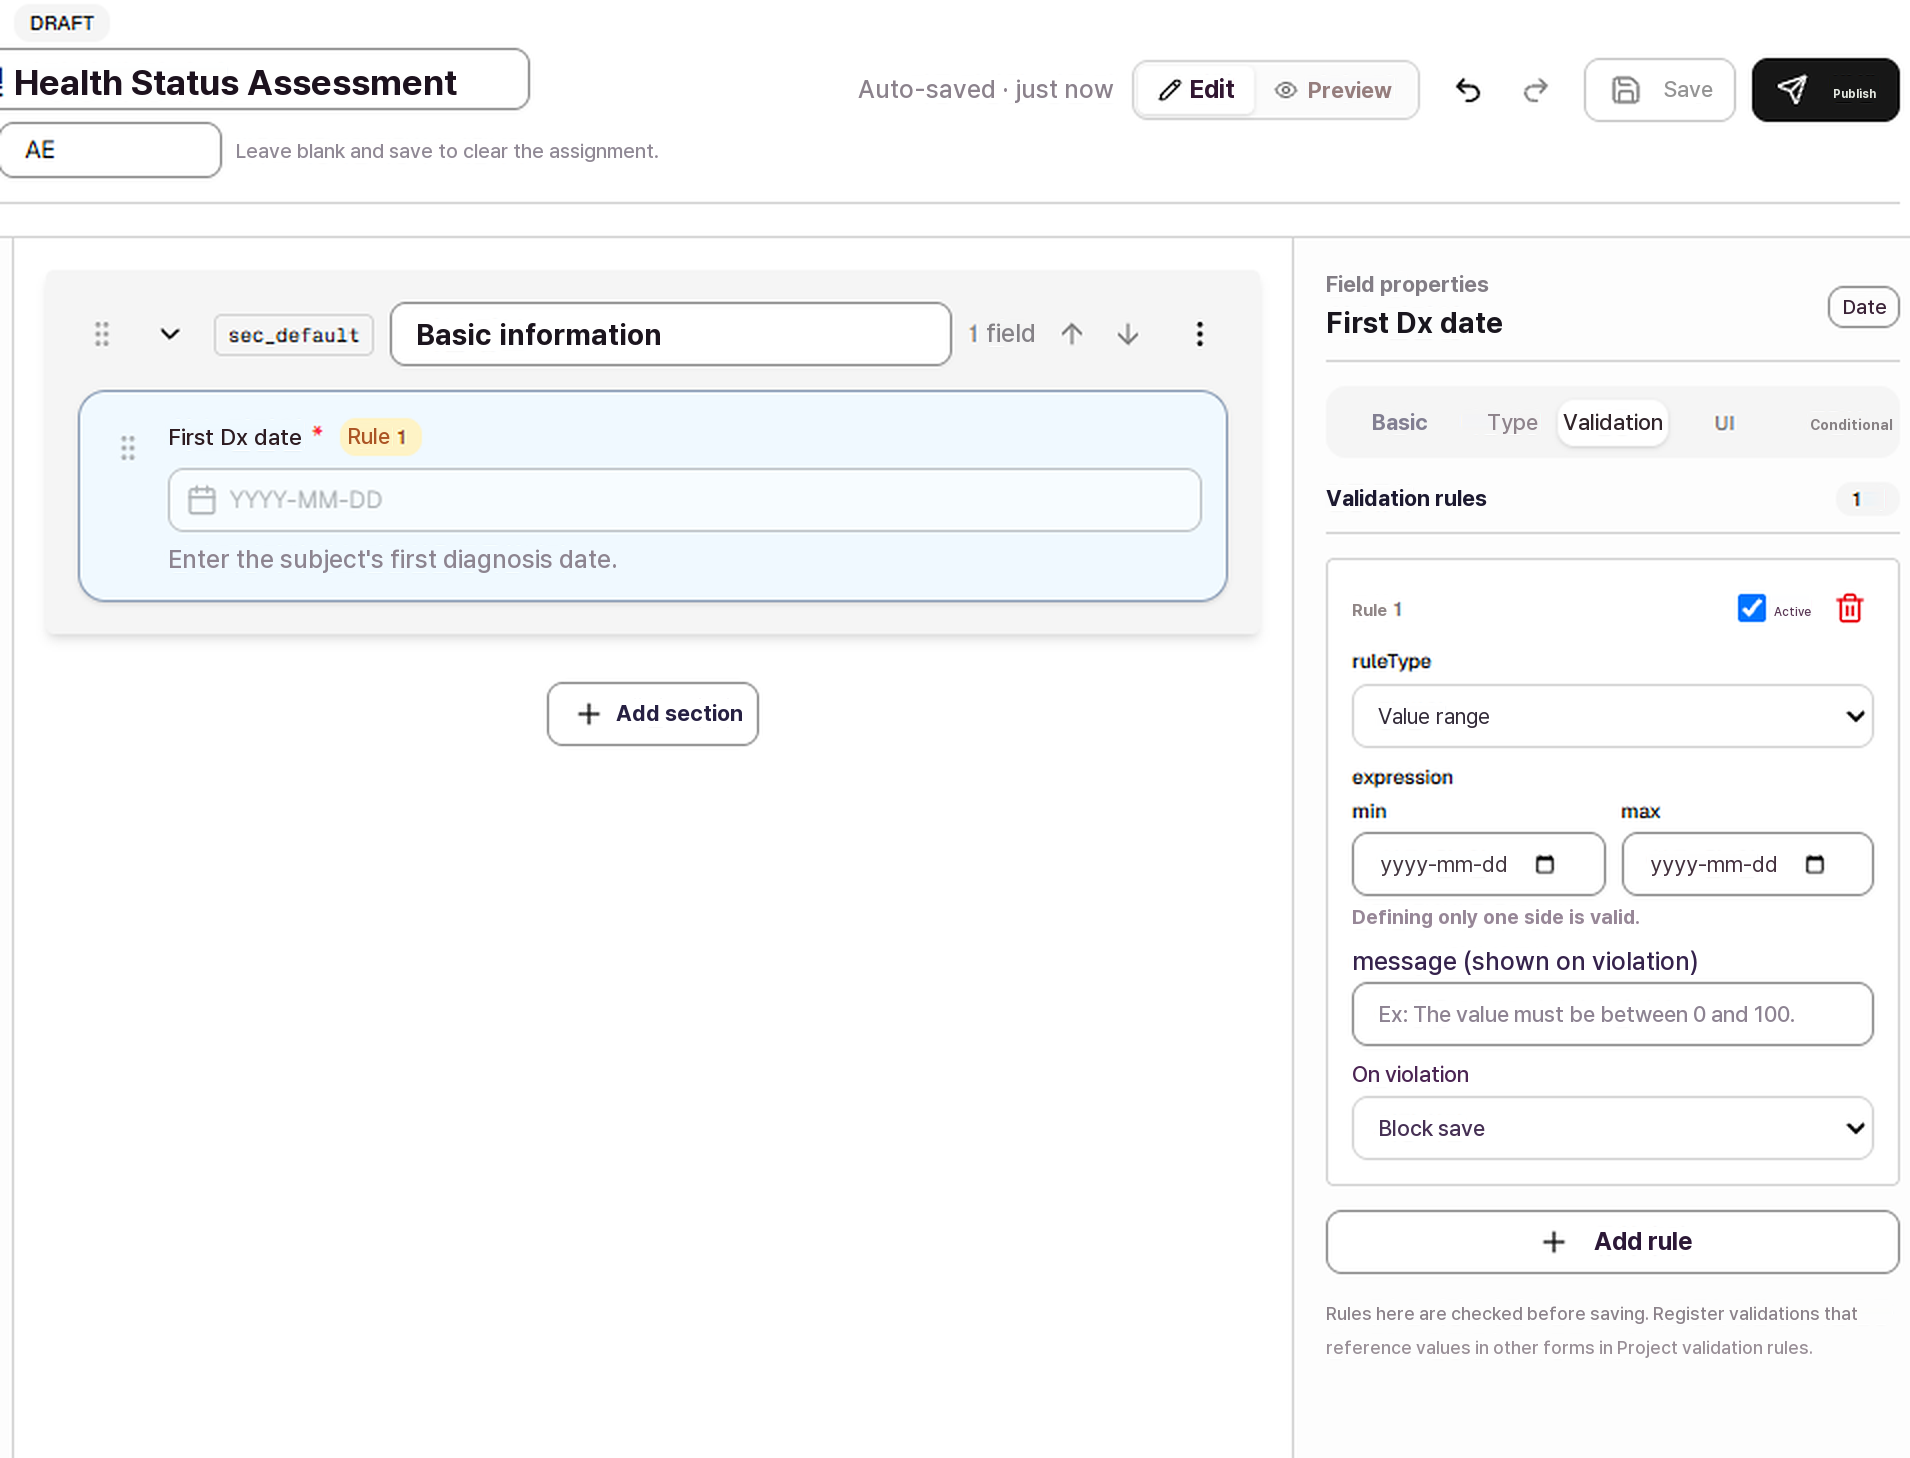 DRAFT
Health Status Assessment
Auto-saved · just now
Edit
Preview
Save
Publish
AE
Leave blank and save to clear the assignment.
sec_default
Basic information
1 field
First Dx date *
Rule 1
YYYY-MM-DD
Enter the subject's first diagnosis date.
Add section
Field properties
First Dx date
Date
Basic
Type
Validation
UI
Conditional
Validation rules
1
Rule 1
Active
ruleType
Value range
expression
min
max
yyyy-mm-dd
yyyy-mm-dd
Defining only one side is valid.
message (shown on violation)
Ex: The value must be between 0 and 100.
On violation
Block save
Add rule
Rules here are checked before saving. Register validations that
reference values in other forms in Project validation rules.